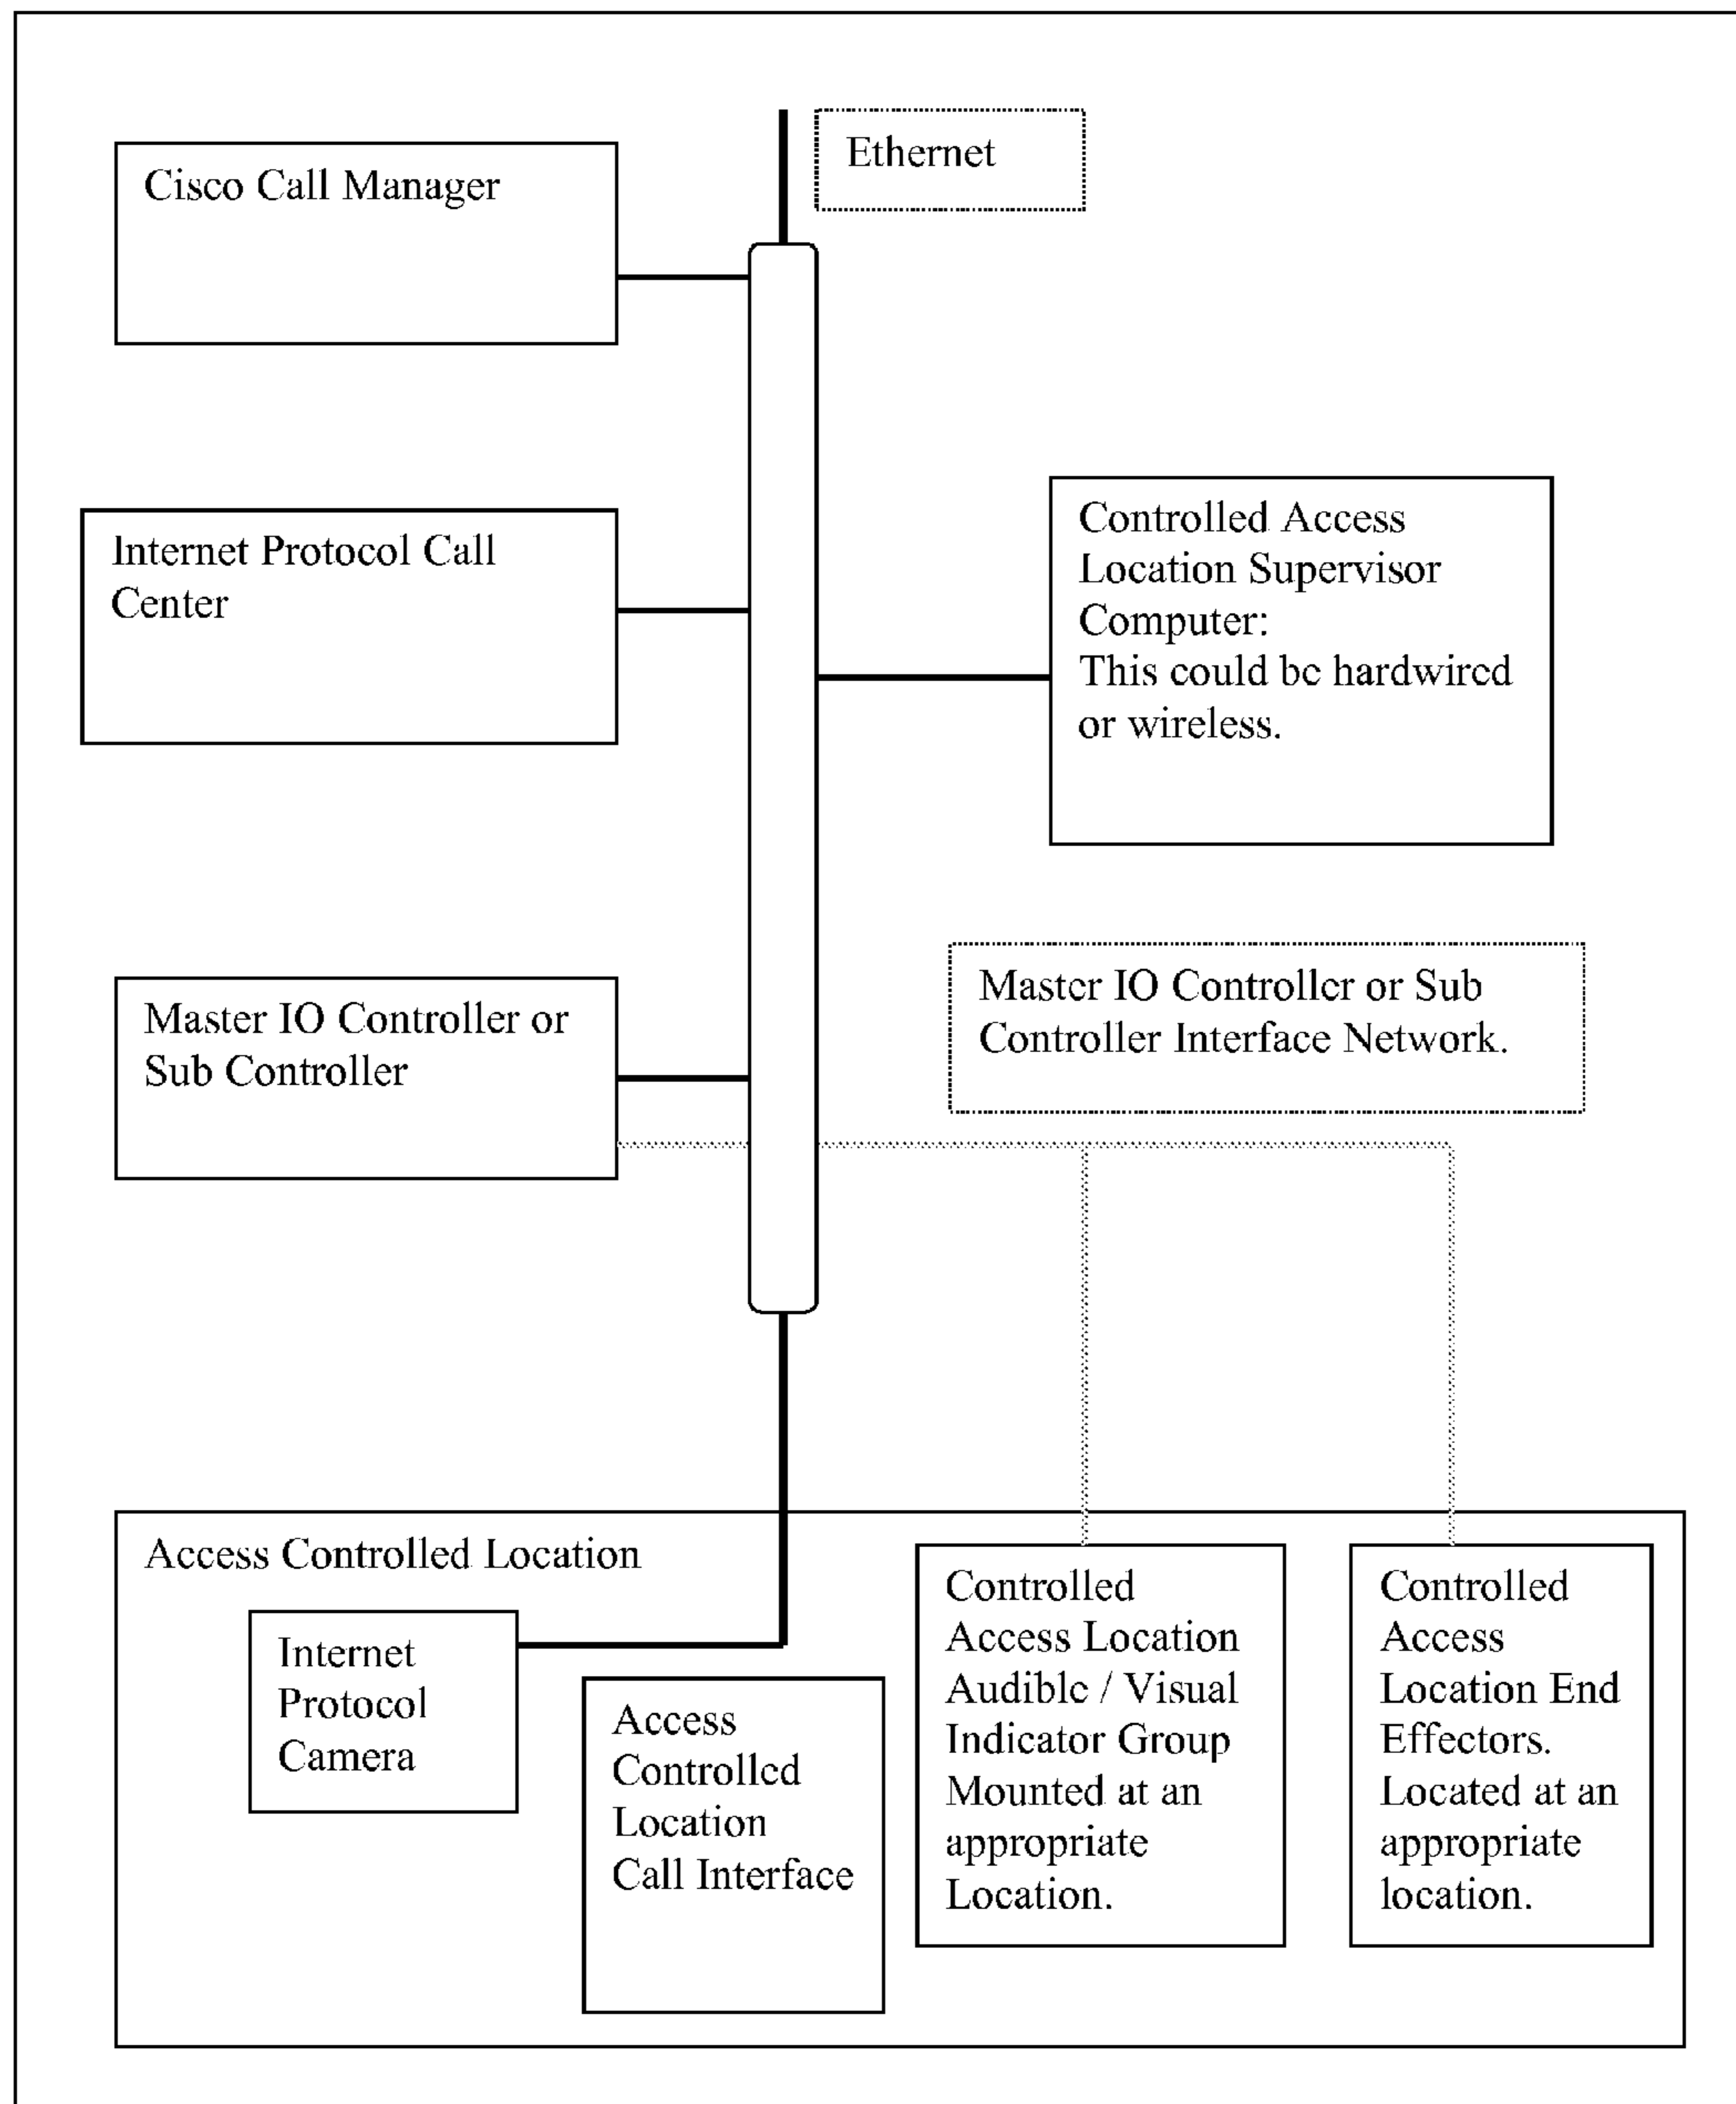 Ethernet
Cisco Call Manager
Internet Protocol Call
Center
Controlled Access
Location Supervisor
Computer:
This could be hardwired
or wireless.
Master IO Controller or Sub
Controller Interface Network.
Master IO Controller or
Sub Controller
Access Controlled Location
Internet
Protocol
Camera
Access
Controlled
Location
Call Interface
Controlled
Access Location
Audible / Visual
Indicator Group
Mounted at an
appropriate
Location.
Controlled
Access
Location End
Effectors.
Located at an
appropriate
location.